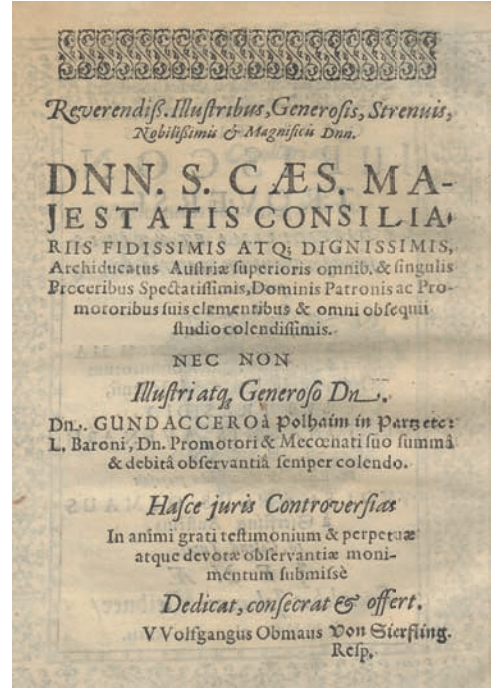 Reverendiß. Illustribus, Generosis, Strenuis,
Nobilißimis & Magnificis Dnn.
DNN. S. CÆS. MA-
JESTATIS CONSILIA-
RIIS FIDISSIMIS ATQ; DIGNISSIMIS,
Archiducatus Austriæ superioris omnib. & singulis
Proceribus Spectatissimis, Dominis Patronis ac Pro-
motoribus suis clementibus & omni obsequii
studio colendissimis.
NEC NON
Illustri atq; Generoso Dn.
Dn. GUNDACCERO à Polhaim in Partz etc:
L. Baroni, Dn. Promotori & Mecœnati suo summâ
& debitâ observantiâ semper colendo.
Hasce juris Controversias
In animi grati testimonium & perpetuæ
atque devotæ observantiæ moni-
mentum submissè
Dedicat, consecrat & offert.
VVolfgangus Obmaus Von Sierfling.
Resp.